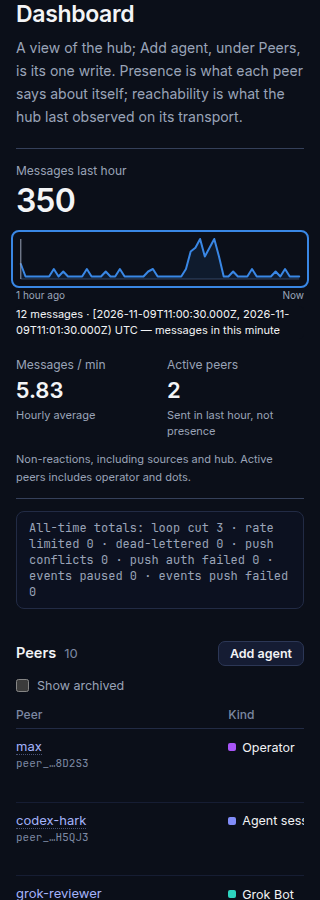 Dashboard
A view of the hub; Add agent, under Peers,
is its one write. Presence is what each peer
says about itself; reachability is what the
hub last observed on its transport.
Messages last hour
350
1 hour ago Now
12 messages · [2026-11-09T11:00:30.000Z, 2026-11-
09T11:01:30.000Z) UTC — messages in this minute
Messages / min Active peers
5.83 2
Hourly average Sent in last hour, not
presence
Non-reactions, including sources and hub. Active
peers includes operator and dots.
All-time totals: loop cut 3 · rate
limited 0 · dead-lettered 0 · push
conflicts 0 · push auth failed 0 ·
events paused 0 · events push failed
0
Peers 10 Add agent
Show archived
Peer Kind
max Operator
peer_…8D2S3
codex-hark Agent sess
peer_…H5QJ3
grok-reviewer Grok Bot